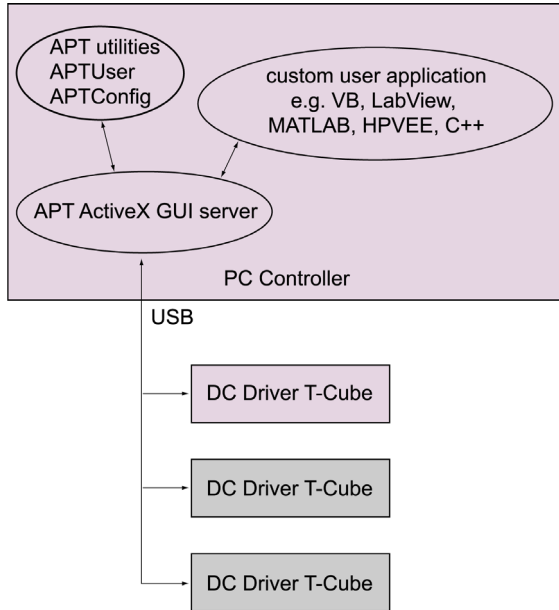 APT utilities
APTUser
APTConfig
custom user application
e.g. VB, LabView,
MATLAB, HPVEE, C++
APT ActiveX GUI server
PC Controller
USB
DC Driver T-Cube
DC Driver T-Cube
DC Driver T-Cube